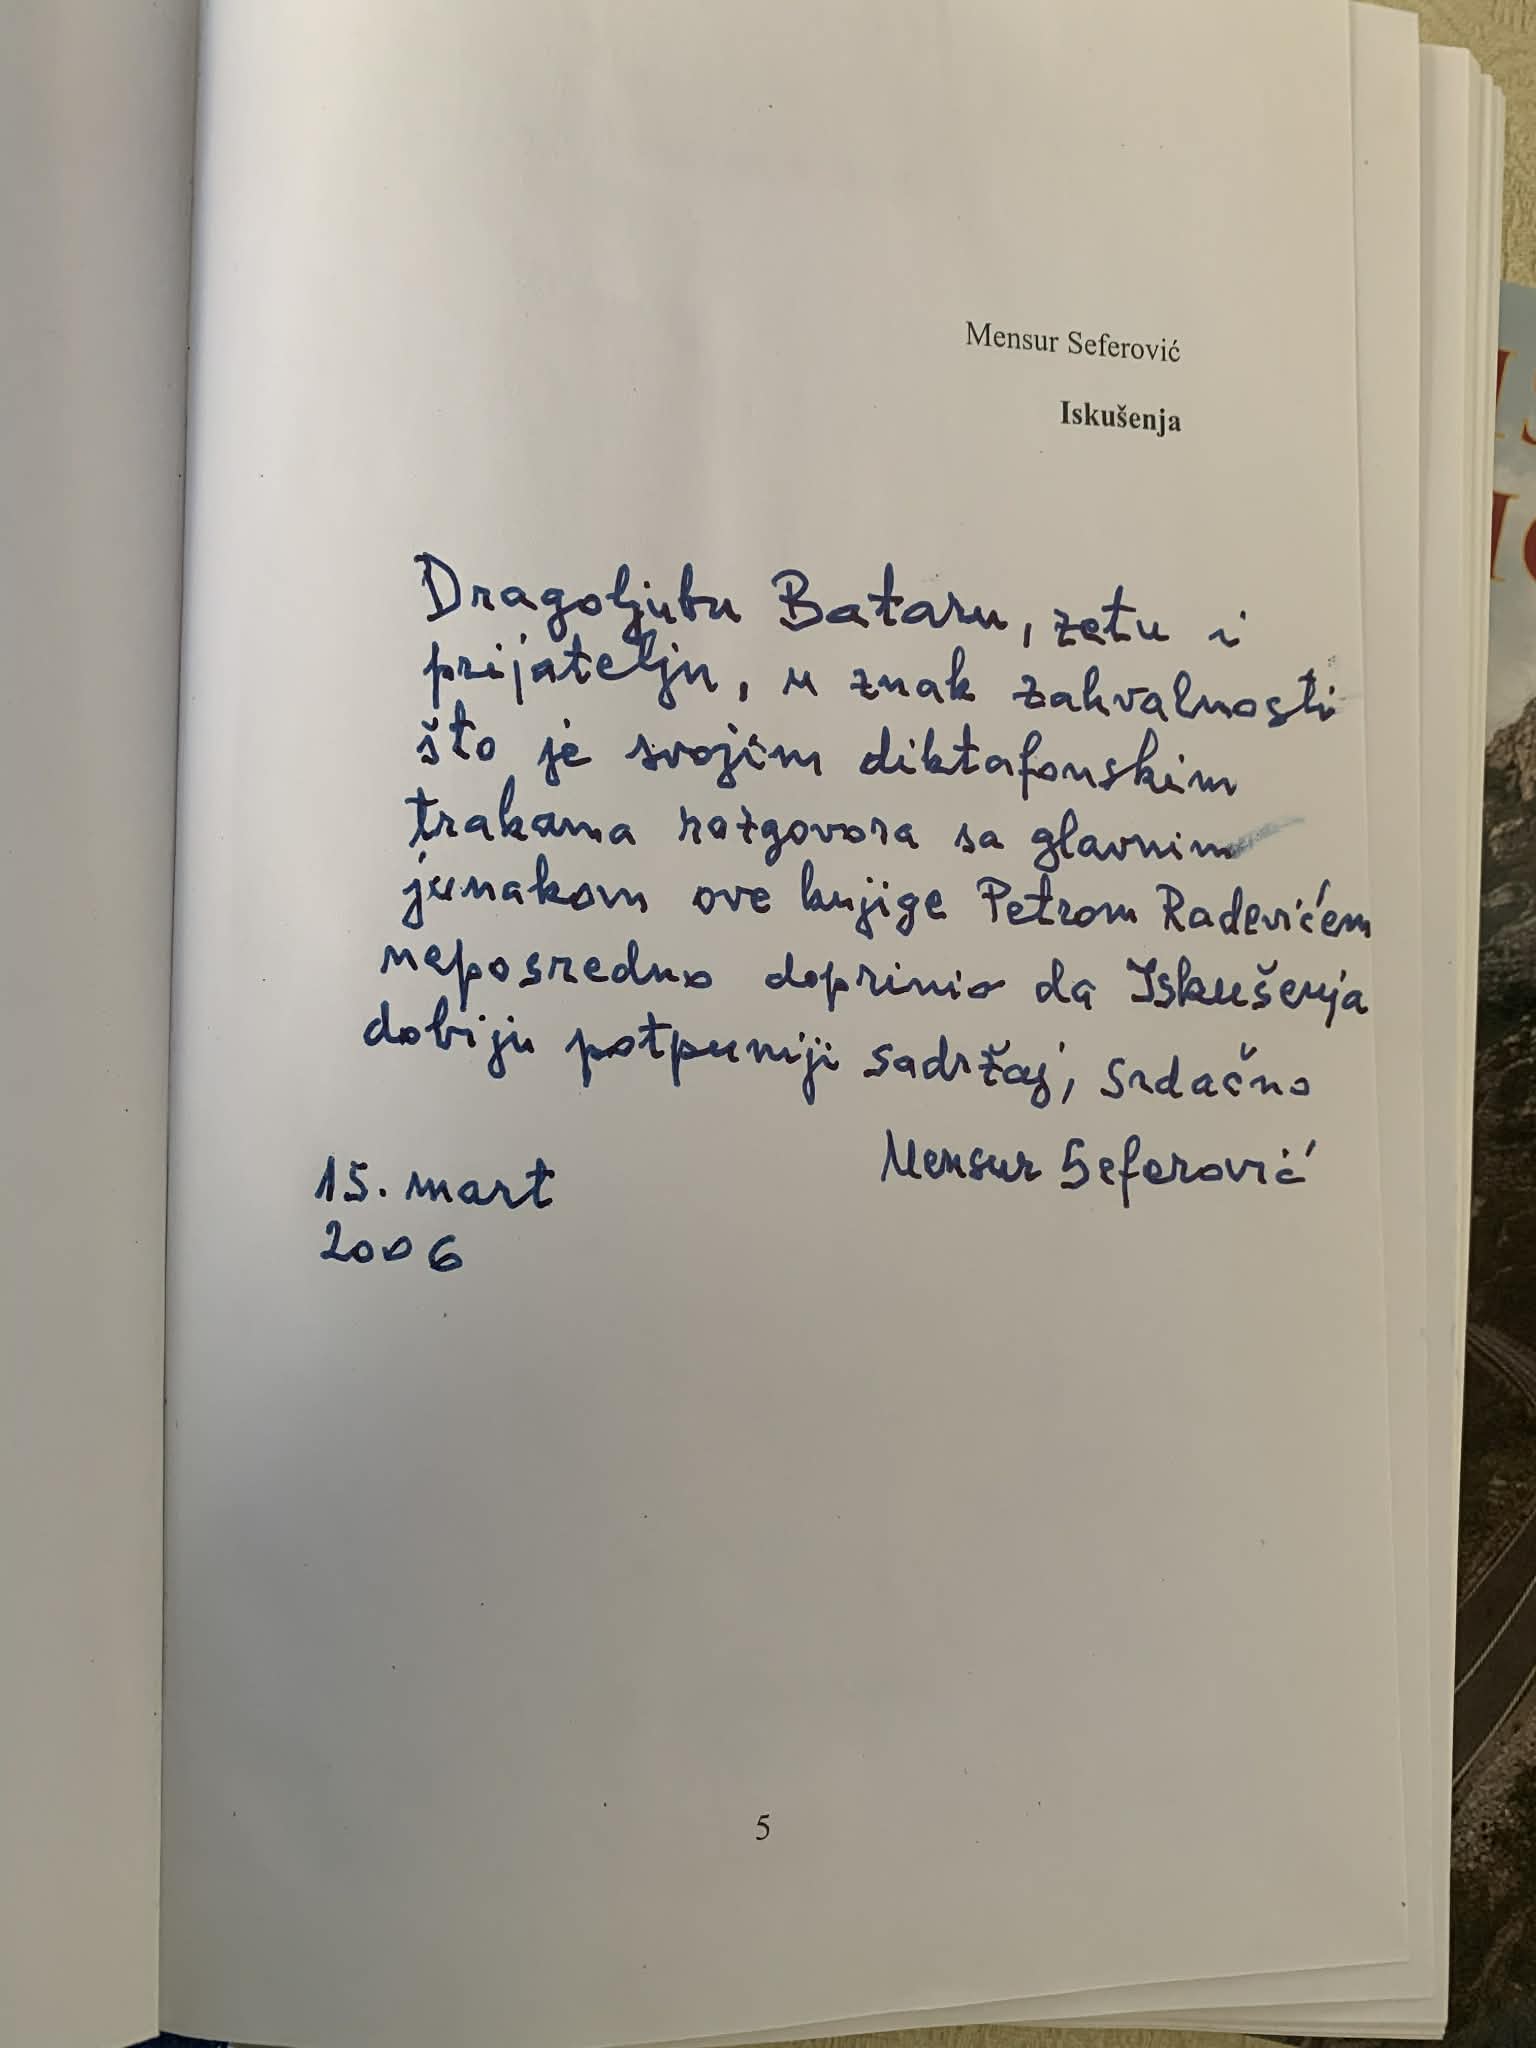 Mensur Seferović
Iskušenja
Dragoljubu Bataru, zetu i
prijatelju, u znak zahvalnosti
što je svojim diktafonskim
trakama razgovora sa glavnim
junakom ove knjige Petrom Radevićem
neposredno doprinio da Iskušenja
dobiju potpuniji sadržaj, srdačno
Mensur Seferović
15. mart
2006
5